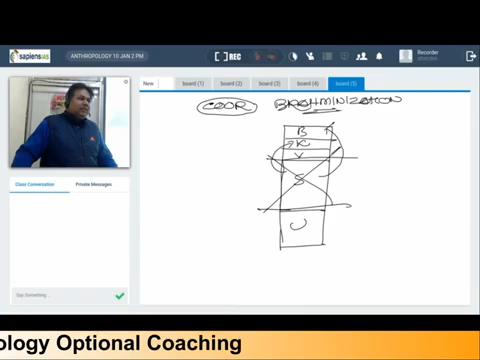 sapiensIAS
ANTHROPOLOGY 10 JAN 2 PM
[ ] REC
Recorder
New
board (1)
board (2)
board (3)
board (4)
board (5)
COOR BRAHMINIZATION
B
K
V
S
U
Class Conversation Private Messages
Say Something...
ology Optional Coaching